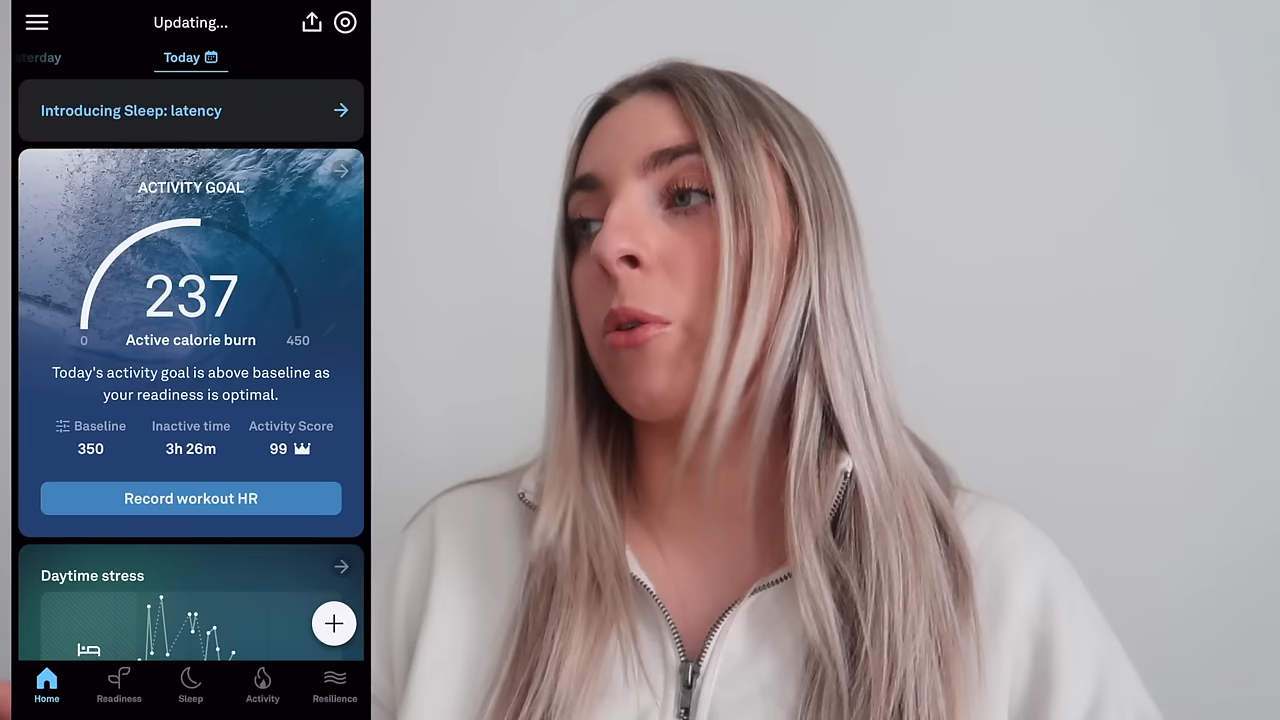 Updating...
Today
Introducing Sleep: latency
ACTIVITY GOAL
237
0
Active calorie burn
450
Today's activity goal is above baseline as
your readiness is optimal.
Baseline
Inactive time
Activity Score
350
3h 26m
99
Record workout HR
Daytime stress
Home
Readiness
Sleep
Activity
Resilience